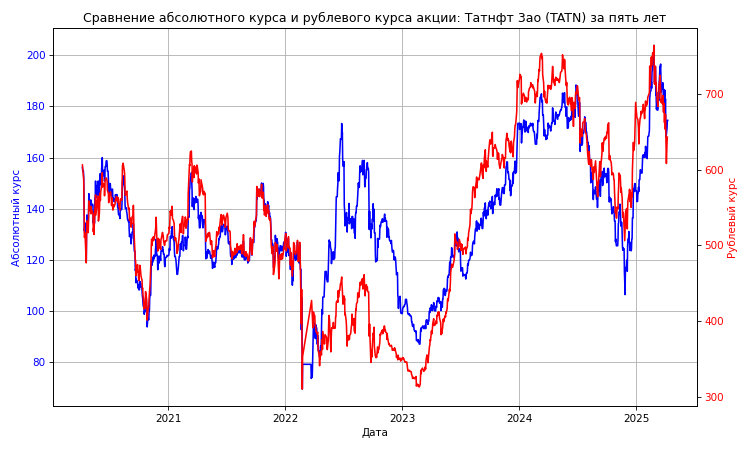 Сравнение абсолютного курса и рублевого курса акции: Татнфт 3ао (TATN) за пять лет
200
180
160
140
120
100
80
Абсолютный курс
700
600
500
400
300
Рублевый курс
2021 2022 2023 2024 2025
Дата